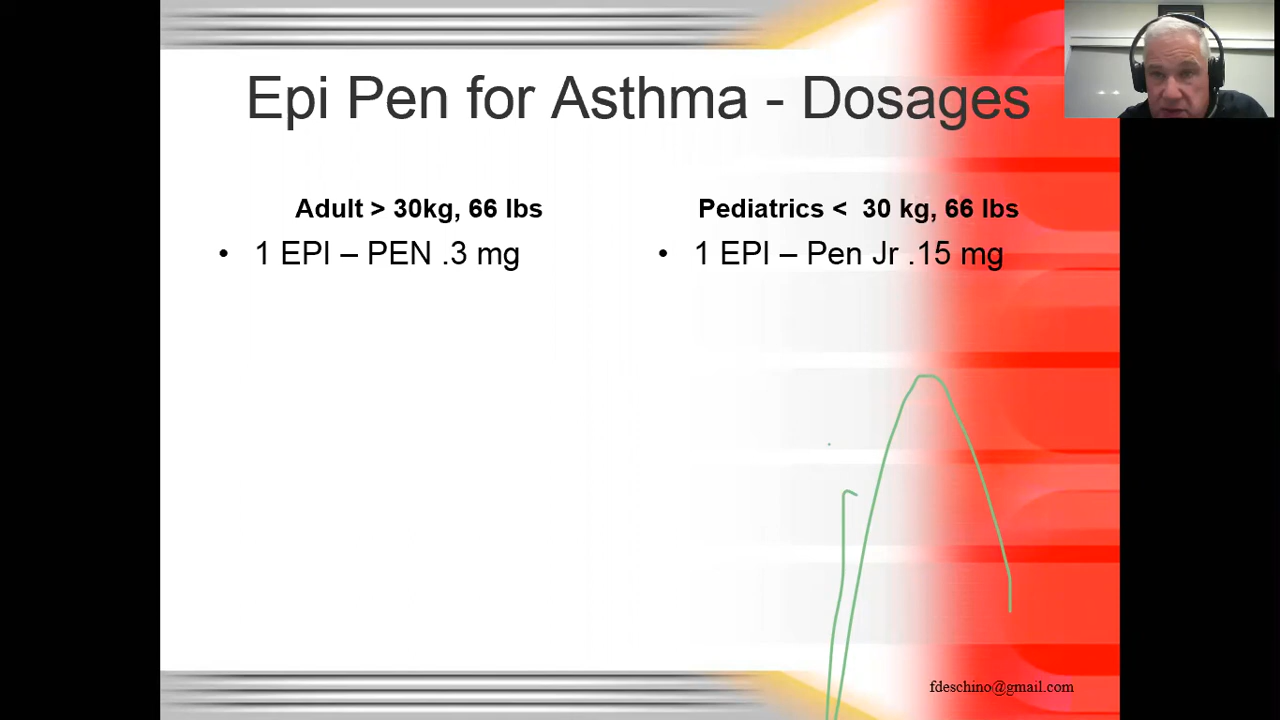 Epi Pen for Asthma - Dosages
Adult > 30kg, 66 lbs
• 1 EPI – PEN .3 mg
Pediatrics < 30 kg, 66 lbs
• 1 EPI – Pen Jr .15 mg
fdeschino@gmail.com